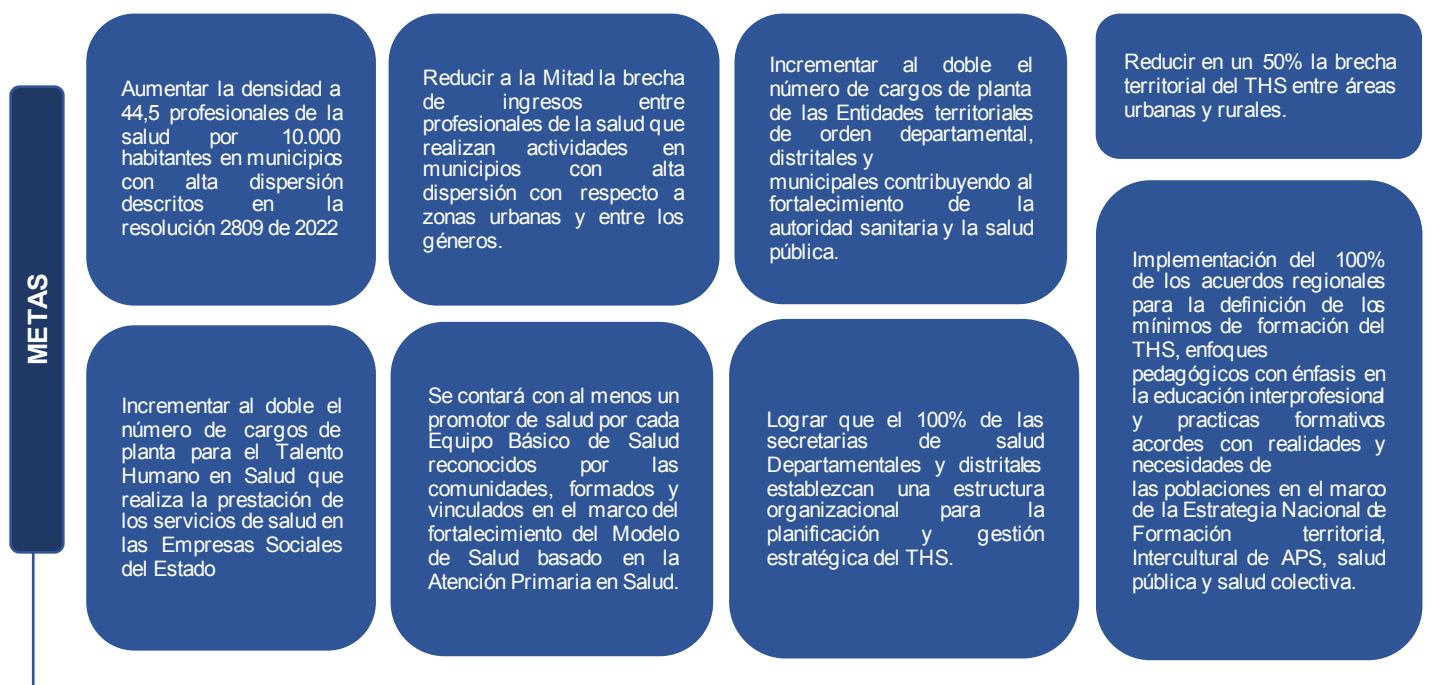 METAS
Aumentar la densidad a
44,5 profesionales de la
salud por 10.000
habitantes en municipios
con alta dispersión
descritos en la
resolución 2809 de 2022
Reducir a la Mitad la brecha
de ingresos entre
profesionales de la salud que
realizan actividades en
municipios con alta
dispersión con respecto a
zonas urbanas y entre los
géneros.
Incrementar al doble el
número de cargos de planta
de las Entidades territoriales
de orden departamental,
distritales y
municipales contribuyendo al
fortalecimiento de la
autoridad sanitaria y la salud
pública.
Reducir en un 50% la brecha
territorial del THS entre áreas
urbanas y rurales.
Incrementar al doble el
número de cargos de
planta para el Talento
Humano en Salud que
realiza la prestación de
los servicios de salud en
las Empresas Sociales
del Estado
Se contará con al menos un
promotor de salud por cada
Equipo Básico de Salud
reconocidos por las
comunidades, formados y
vinculados en el marco del
fortalecimiento del Modelo
de Salud basado en la
Atención Primaria en Salud.
Lograr que el 100% de las
secretarias de salud
Departamentales y distritales
establezcan una estructura
organizacional para la
planificación y gestión
estratégica del THS.
Implementación del 100%
de los acuerdos regionales
para la definición de los
mínimos de formación del
THS, enfoques
pedagógicos con énfasis en
la educación interprofesional
y practicas formativos
acordes con realidades y
necesidades de
las poblaciones en el marco
de la Estrategia Nacional de
Formación territorial,
Intercultural de APS, salud
pública y salud colectiva.